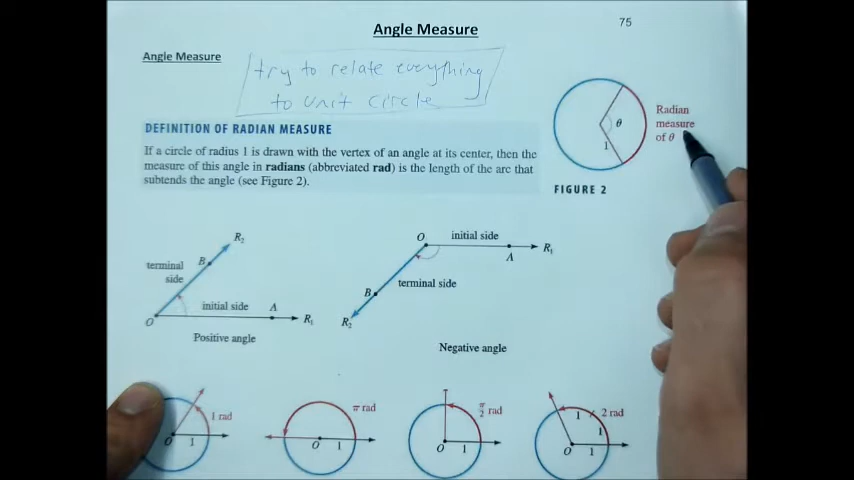 Angle Measure
75
Angle Measure
try to relate everything
to unit circle
DEFINITION OF RADIAN MEASURE
If a circle of radius 1 is drawn with the vertex of an angle at its center, then the
measure of this angle in radians (abbreviated rad) is the length of the arc that
subtends the angle (see Figure 2).
θ
1
Radian
measure
of θ
FIGURE 2
R₂
B
terminal
side
initial side
A
O
R₁
Positive angle
O
initial side
A
R₁
B
terminal side
R₂
Negative angle
1 rad
O
1
π rad
O
1
π/2 rad
O
1
1
2 rad
1
O
1